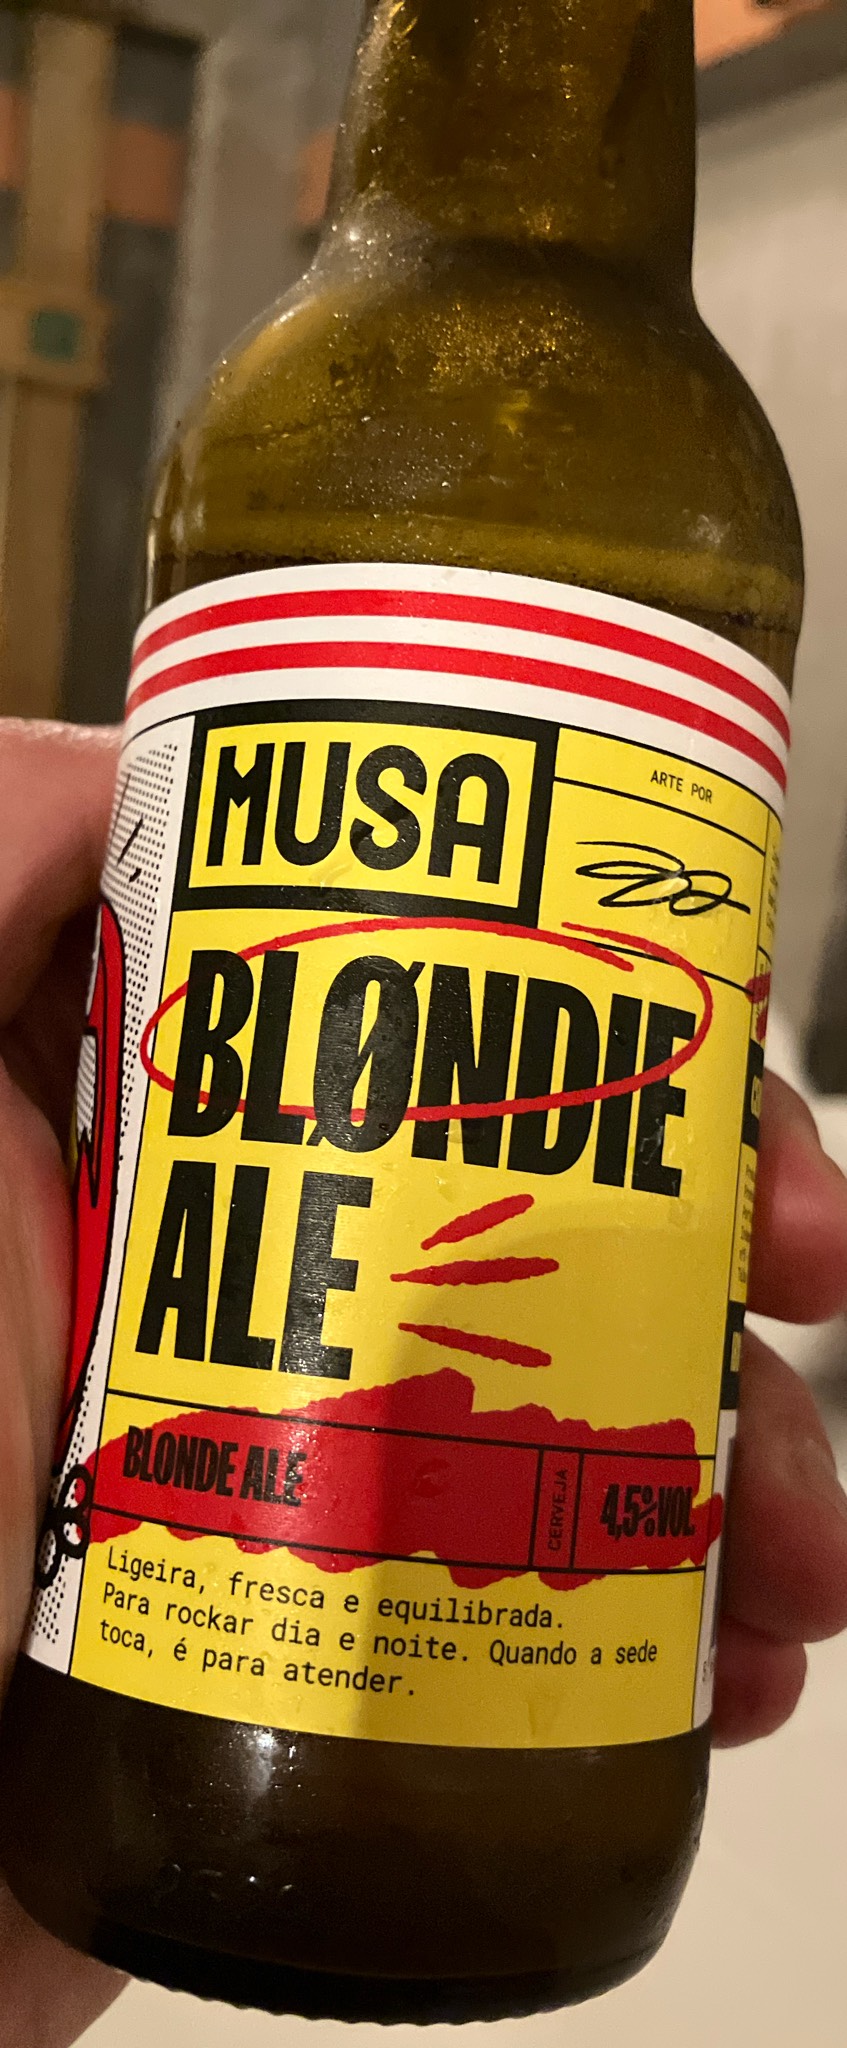 MUSA
ARTE POR
BLØNDIE
ALE
BLONDE ALE
CERVEJA
4,5% VOL.
Ligeira, fresca e equilibrada.
Para rockar dia e noite. Quando a sede
toca, é para atender.